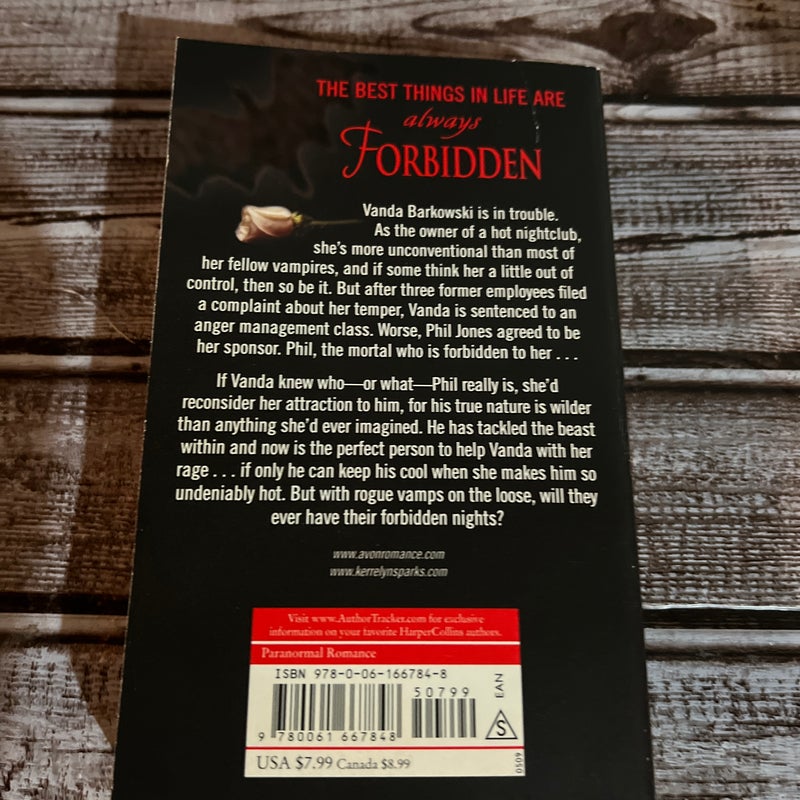 THE BEST THINGS IN LIFE ARE
always
FORBIDDEN
Vanda Barkowski is in trouble.
As the owner of a hot nightclub,
she's more unconventional than most of
her fellow vampires, and if some think her a little out of
control, then so be it. But after three former employees filed
a complaint about her temper, Vanda is sentenced to an
anger management class. Worse, Phil Jones agreed to be
her sponsor. Phil, the mortal who is forbidden to her . . .
If Vanda knew who—or what—Phil really is, she'd
reconsider her attraction to him, for his true nature is wilder
than anything she'd ever imagined. He has tackled the beast
within and now is the perfect person to help Vanda with her
rage . . . if only he can keep his cool when she makes him so
undeniably hot. But with rogue vamps on the loose, will they
ever have their forbidden nights?
www.avonromance.com
www.kerrelynsparks.com
Visit www.AuthorTracker.com for exclusive
information on your favorite HarperCollins authors.
Paranormal Romance
ISBN 978-0-06-166784-8
50799
EAN
S
9 780061 667848
USA $7.99 Canada $8.99
0509